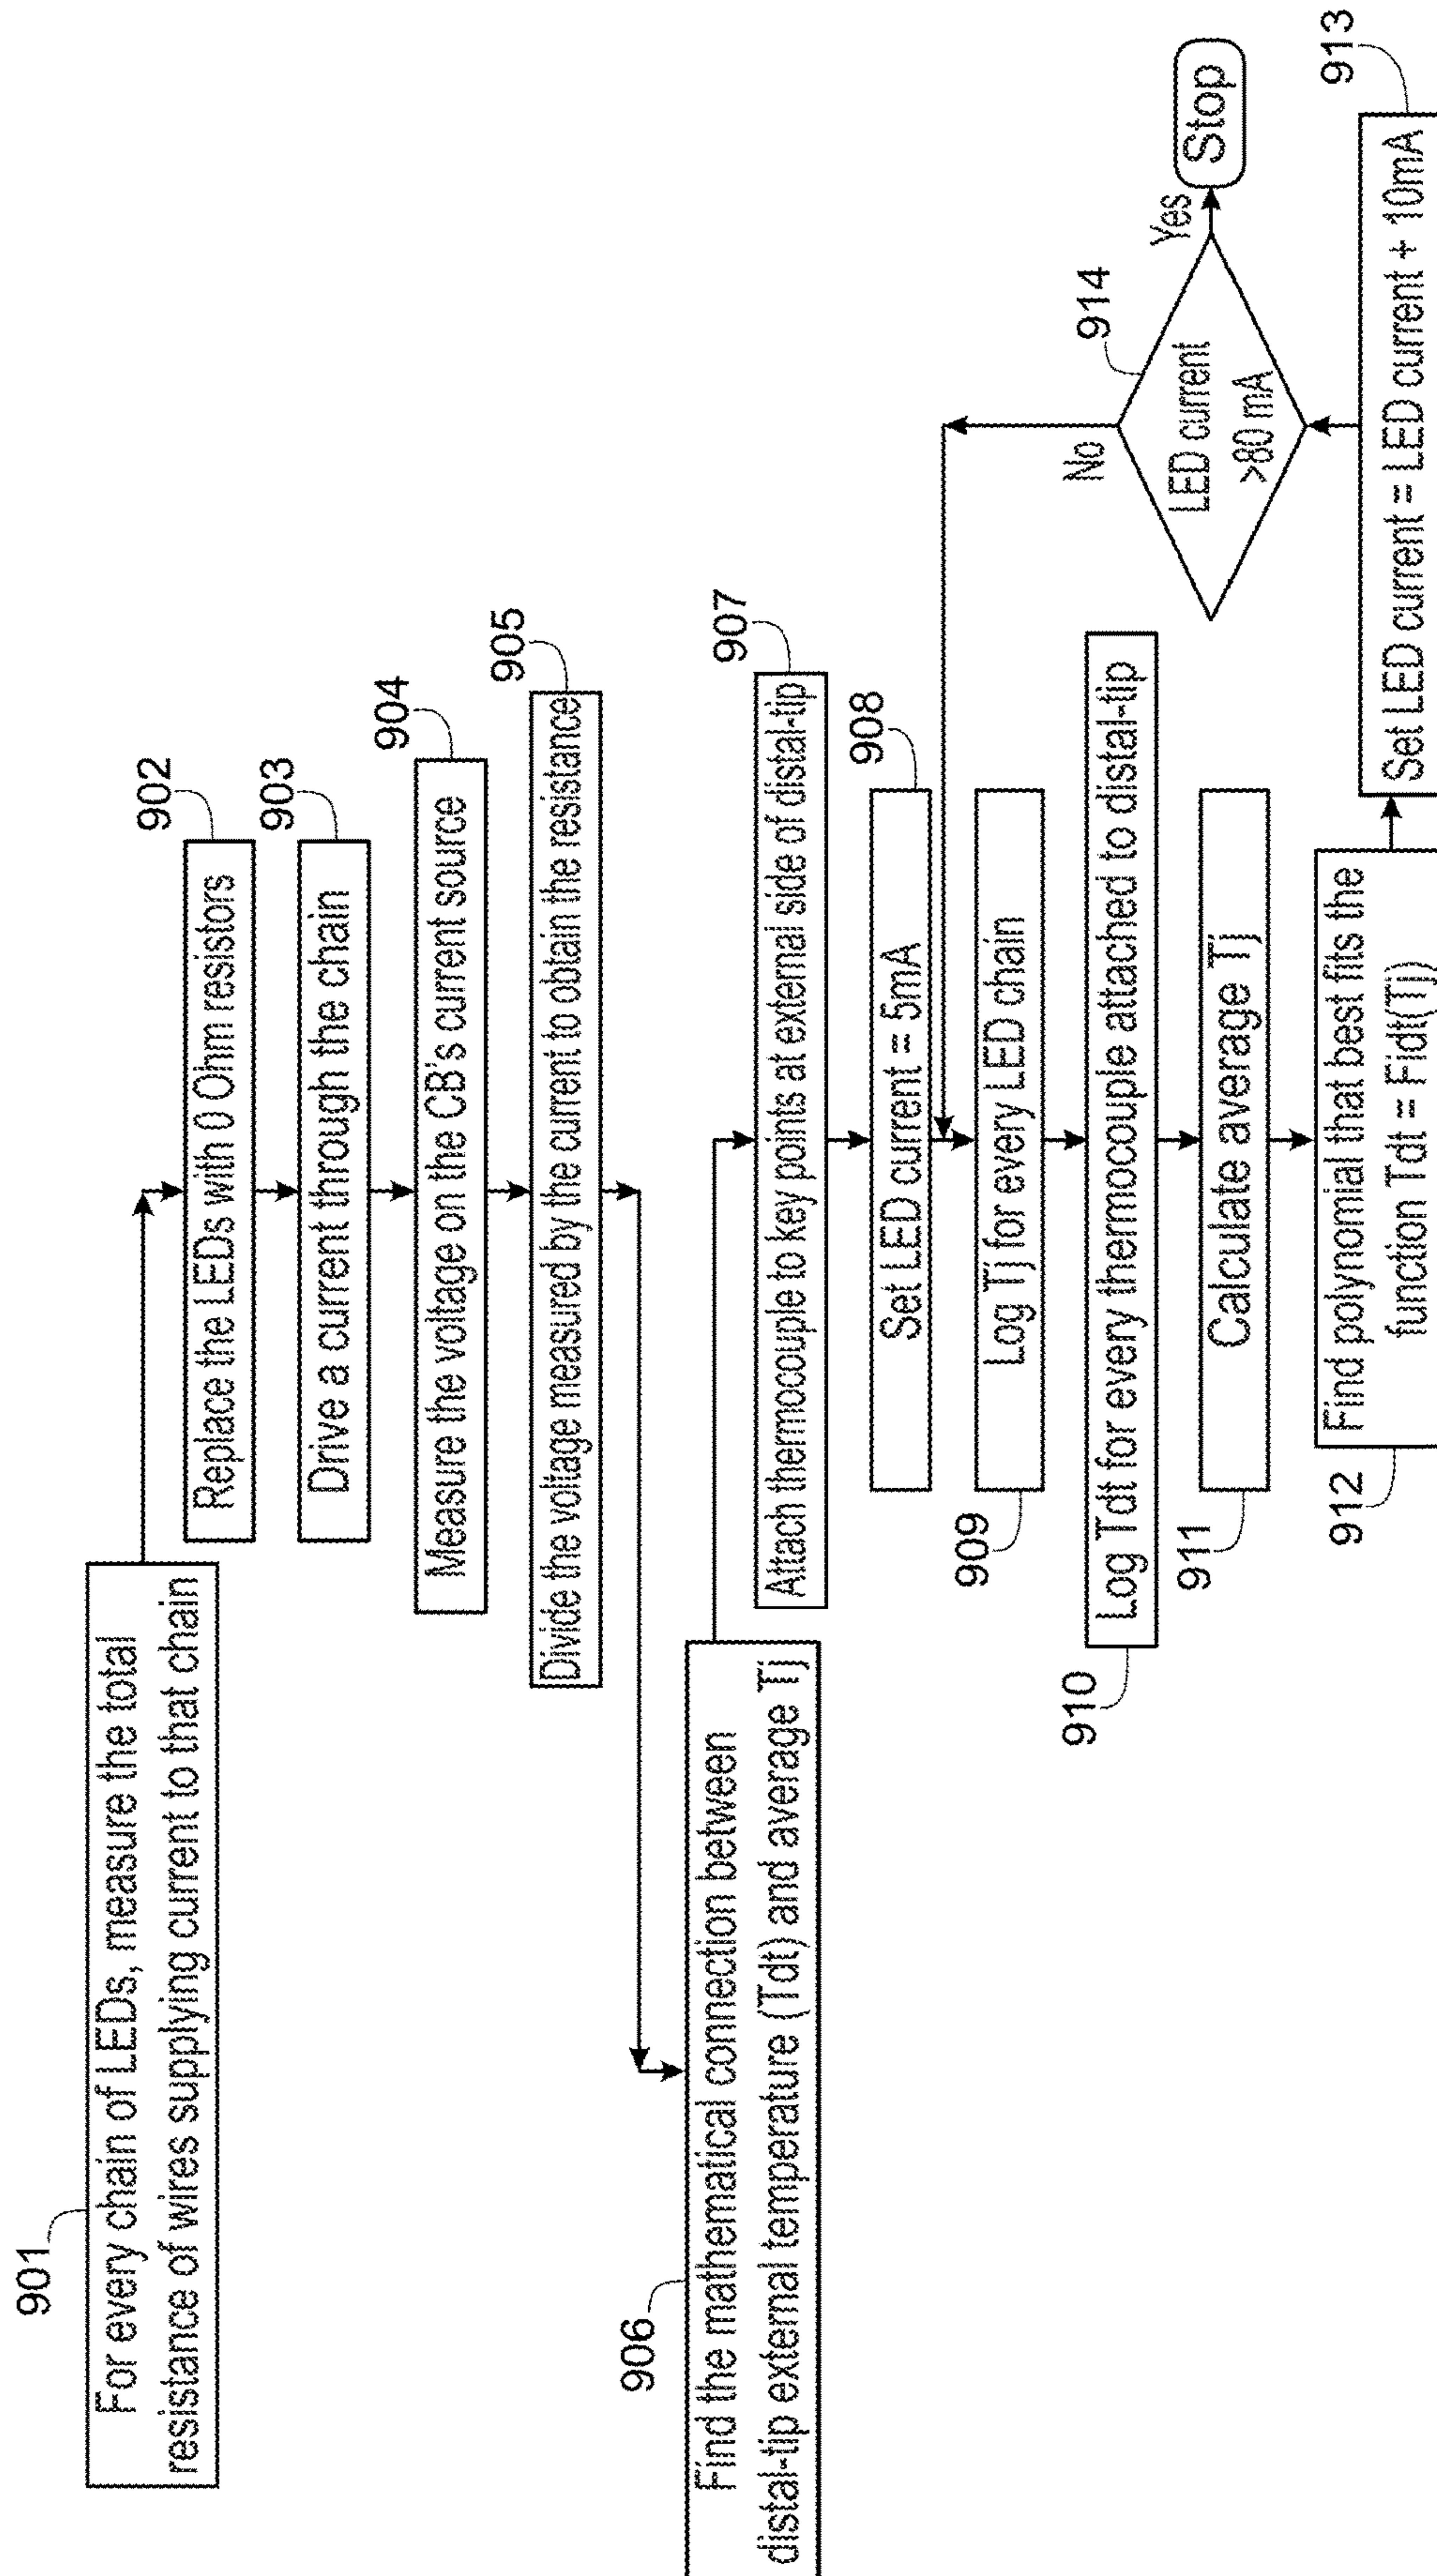 901
For every chain of LEDs, measure the total
resistance of wires supplying current to that chain
902
Replace the LEDs with 0 Ohm resistors
903
Drive a current through the chain
904
Measure the voltage on the CB's current source
905
Divide the voltage measured by the current to obtain the resistance
906
Find the mathematical connection between
distal-tip external temperature (Tdt) and average Tj
907
Attach thermocouple to key points at external side of distal-tip
908
Set LED current = 5mA
909
Log Tj for every LED chain
910
Log Tdt for every thermocouple attached to distal-tip
911
Calculate average Tj
912
Find polynomial that best fits the
function Tdt = Fidt(Tj)
913
Set LED current = LED current + 10mA
914
LED current
>80 mA
No
Yes
Stop